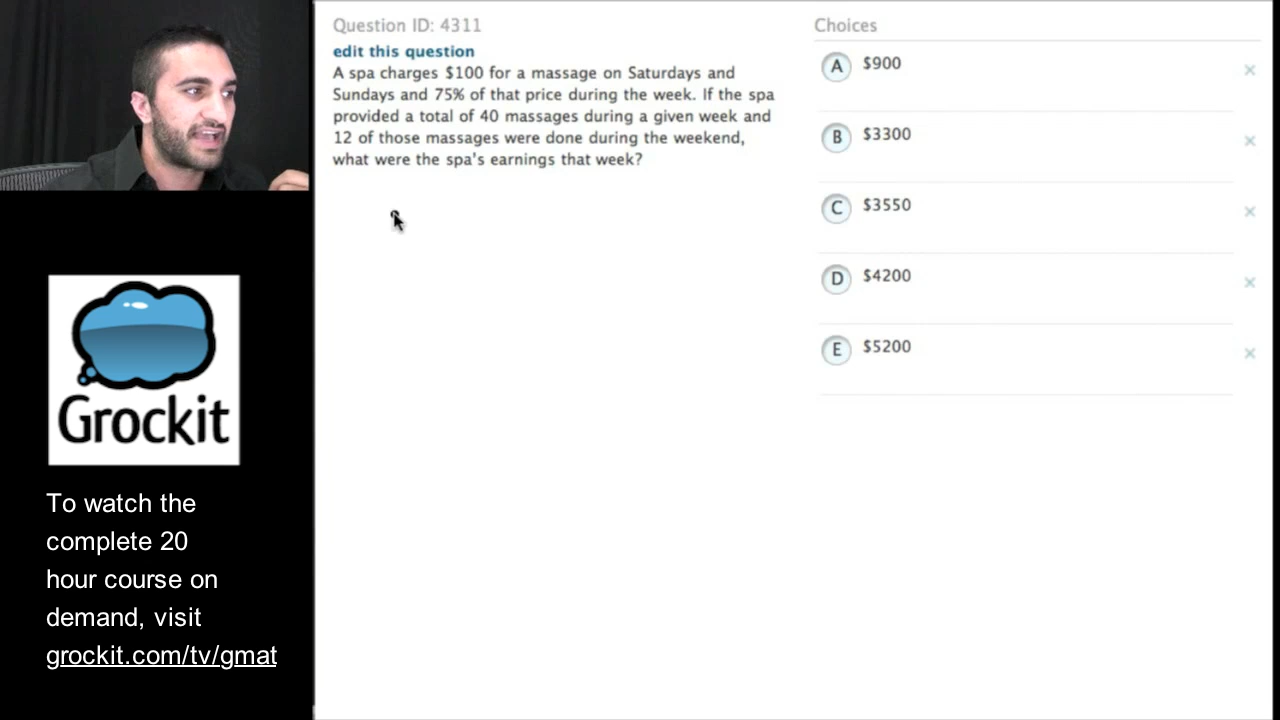 Question ID: 4311
edit this question
A spa charges $100 for a massage on Saturdays and
Sundays and 75% of that price during the week. If the spa
provided a total of 40 massages during a given week and
12 of those massages were done during the weekend,
what were the spa's earnings that week?
Choices
A $900
B $3300
C $3550
D $4200
E $5200
Grockit
To watch the
complete 20
hour course on
demand, visit
grockit.com/tv/gmat